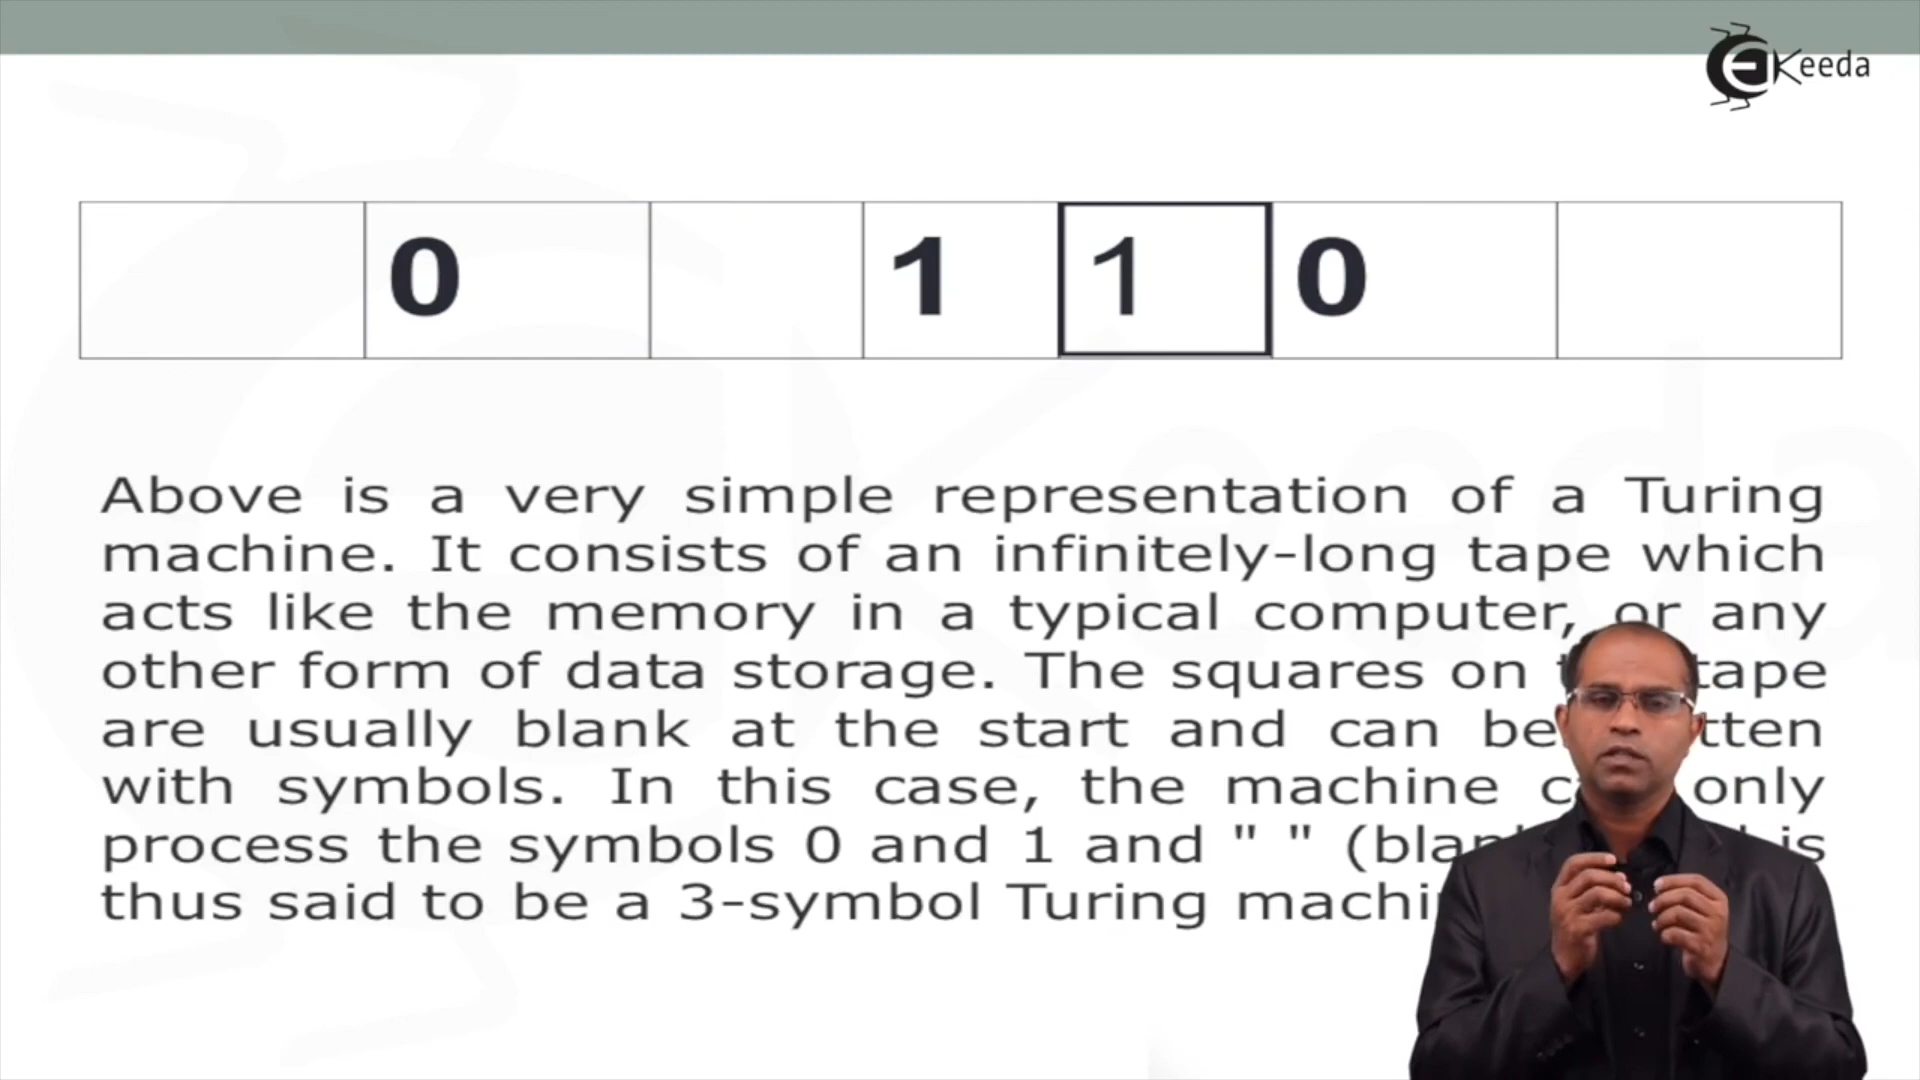 Keeda
0 1 1 0
Above is a very simple representation of a Turing
machine. It consists of an infinitely-long tape which
acts like the memory in a typical computer, or any
other form of data storage. The squares on tape
are usually blank at the start and can be
with symbols. In this case, the machine only
process the symbols 0 and 1 and " " is
thus said to be a 3-symbol Turing